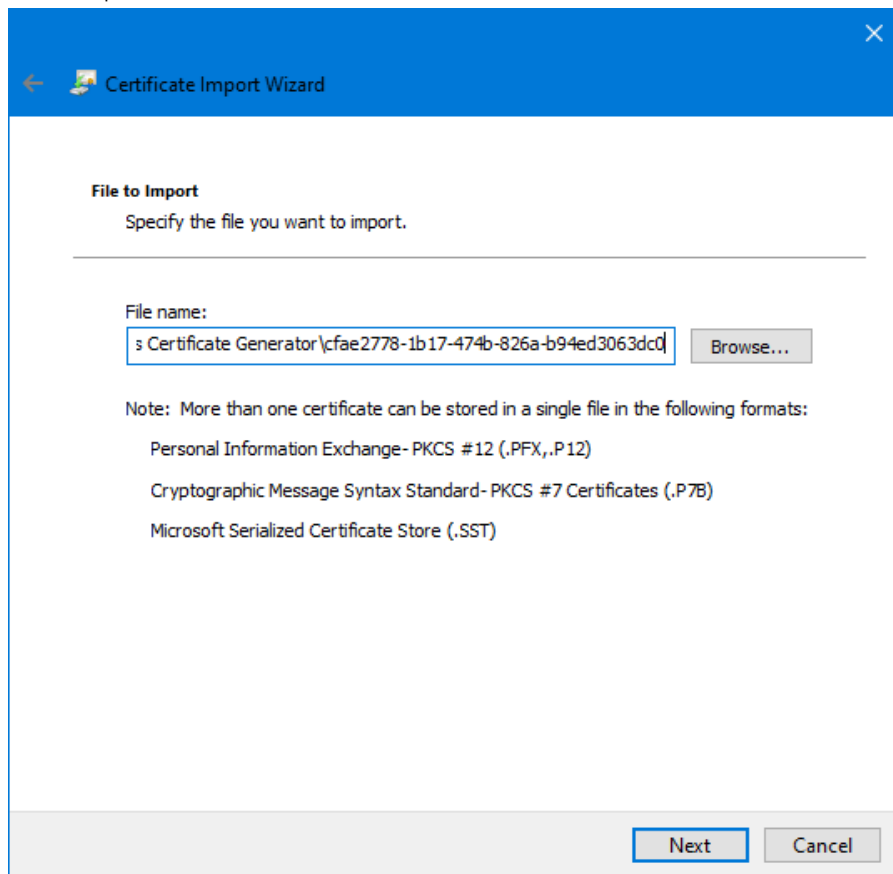 Certificate Import Wizard
File to Import
Specify the file you want to import.
File name:
s Certificate Generator\cfae2778-1b17-474b-826a-b94ed3063dc0
Browse...
Note: More than one certificate can be stored in a single file in the following formats:
Personal Information Exchange- PKCS #12 (.PFX,.P12)
Cryptographic Message Syntax Standard- PKCS #7 Certificates (.P7B)
Microsoft Serialized Certificate Store (.SST)
Next
Cancel